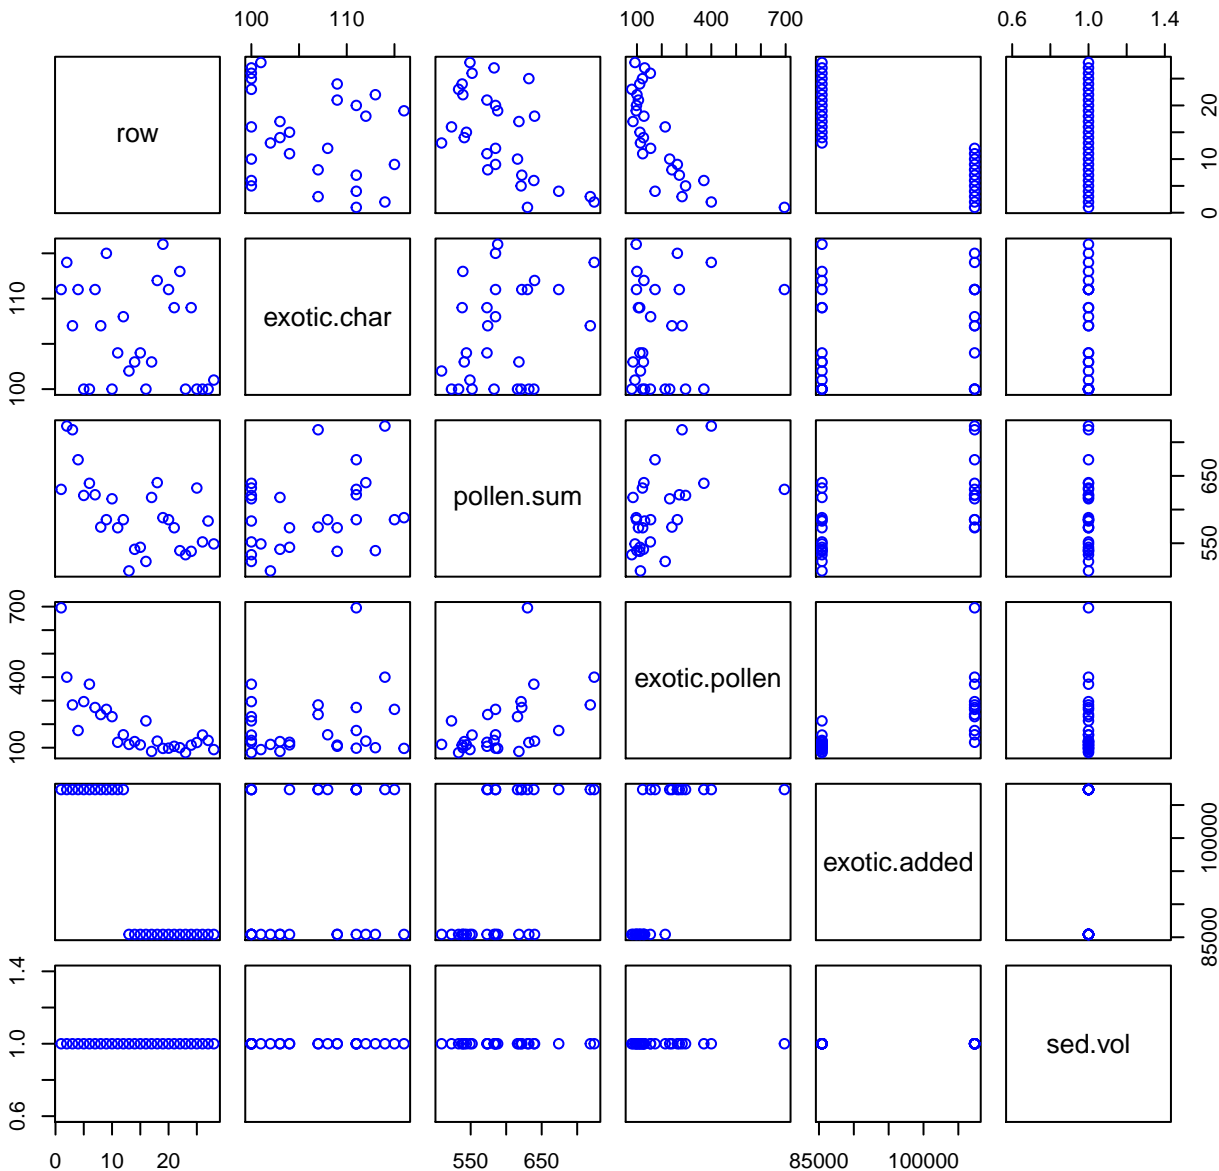 100 110 100 400 700 0.6 1.0 1.4
row 0 10 20
100 110 exotic.char
pollen.sum 550 650
100 400 700 exotic.pollen
exotic.added 85000 100000
0.6 1.0 1.4 sed.vol
0 10 20 550 650 85000 100000